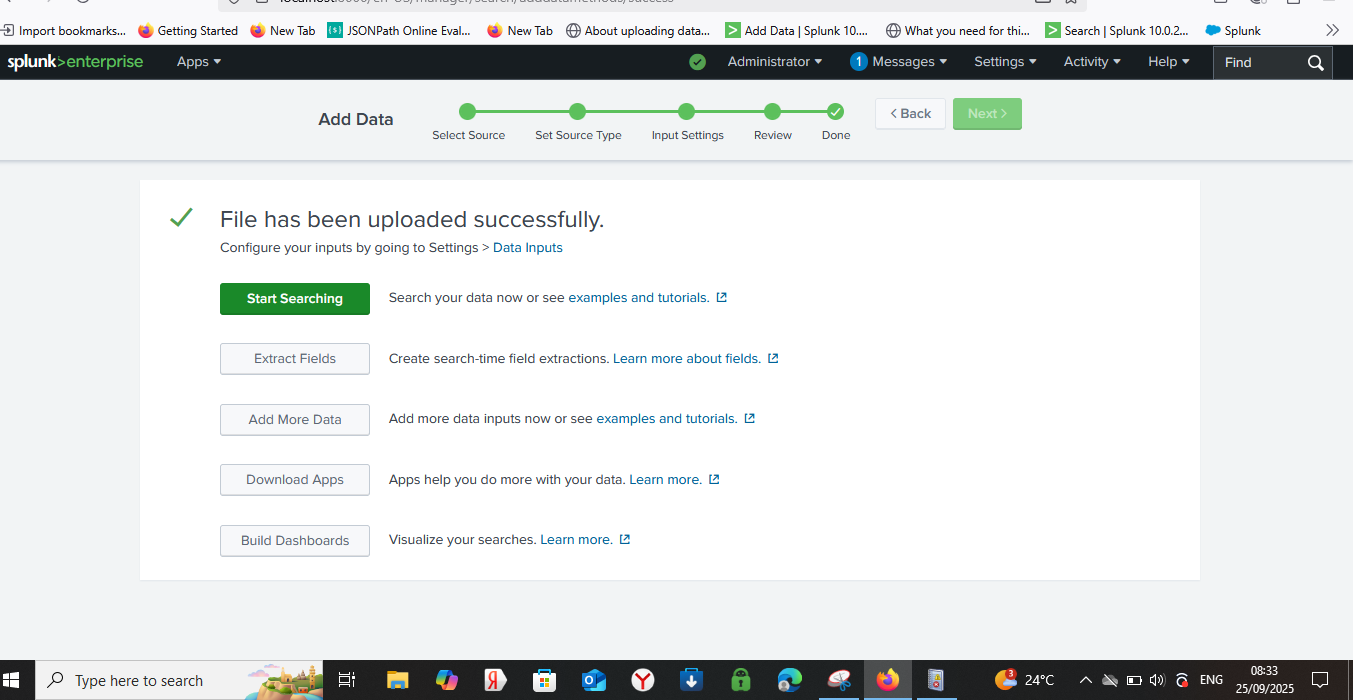 Import bookmarks... Getting Started New Tab JSONPath Online Eval... New Tab About uploading data... Add Data | Splunk 10.... What you need for thi... Search | Splunk 10.0.2... Splunk
splunk>enterprise Apps Administrator 1 Messages Settings Activity Help Find
Add Data
Select Source Set Source Type Input Settings Review Done
Back Next
File has been uploaded successfully.
Configure your inputs by going to Settings > Data Inputs
Start Searching Search your data now or see examples and tutorials.
Extract Fields Create search-time field extractions. Learn more about fields.
Add More Data Add more data inputs now or see examples and tutorials.
Download Apps Apps help you do more with your data. Learn more.
Build Dashboards Visualize your searches. Learn more.
Type here to search 3 24°C ENG 08:33
25/09/2025